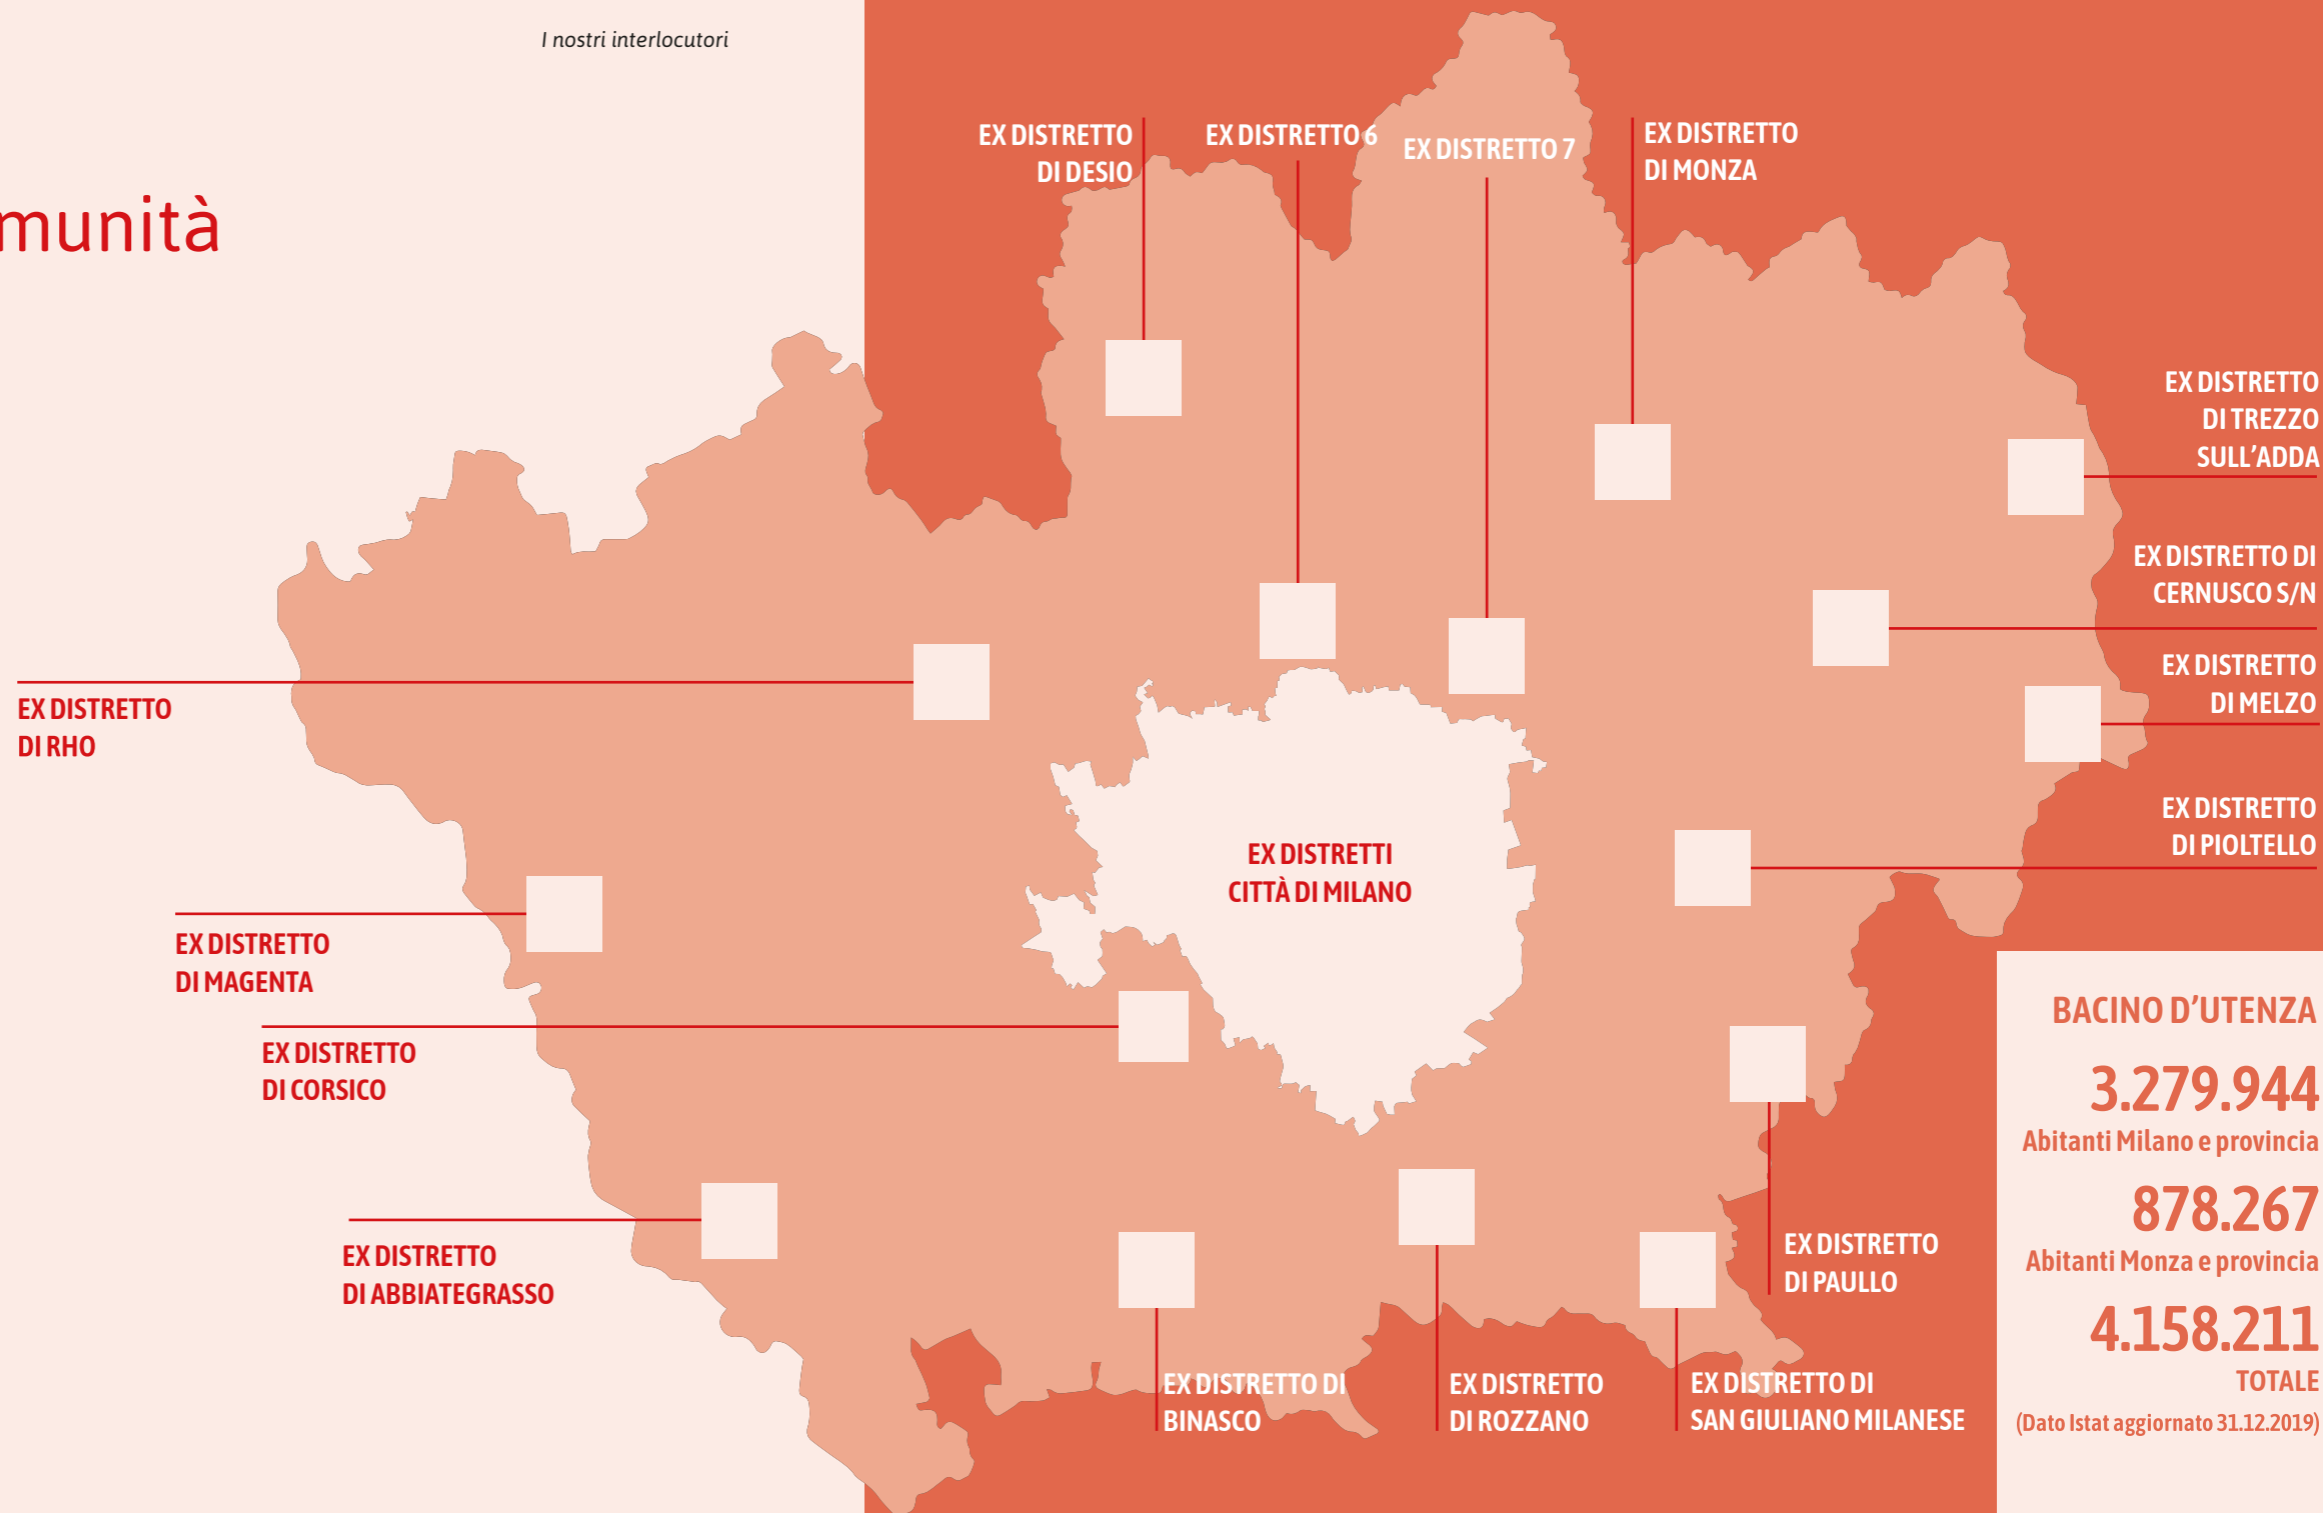 I nostri interlocutori
munità
EX DISTRETTO
DI DESIO
EX DISTRETTO 6
EX DISTRETTO 7
EX DISTRETTO
DI MONZA
EX DISTRETTO
DI TREZZO
SULL'ADDA
EX DISTRETTO DI
CERNUSCO S/N
EX DISTRETTO
DI MELZO
EX DISTRETTO
DI PIOLTELLO
EX DISTRETTO
DI RHO
EX DISTRETTI
CITTÀ DI MILANO
EX DISTRETTO
DI MAGENTA
EX DISTRETTO
DI CORSICO
EX DISTRETTO
DI ABBIATEGRASSO
EX DISTRETTO DI
BINASCO
EX DISTRETTO
DI ROZZANO
EX DISTRETTO DI
SAN GIULIANO MILANESE
EX DISTRETTO
DI PAULLO
BACINO D'UTENZA
3.279.944
Abitanti Milano e provincia
878.267
Abitanti Monza e provincia
4.158.211
TOTALE
(Dato Istat aggiornato 31.12.2019)